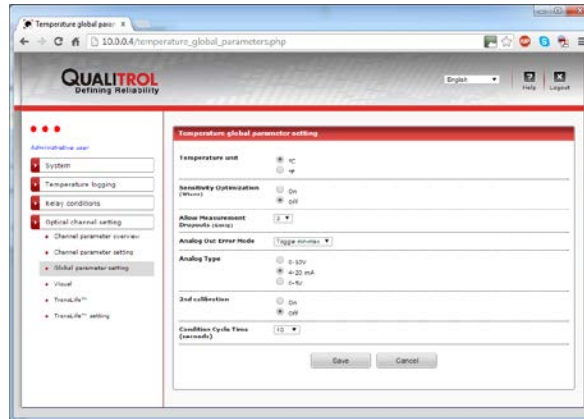 Temperature global parar x
10.0.0.4/temperature_global_parameters.php
QUALITROL
Defining Reliability
English
Help
Logout
Administrative user
System
Temperature logging
Relay conditions
Optical channel setting
Channel parameter overview
Channel parameter setting
Global parameter setting
Visual
TransLife™
TransLife™ setting
Temperature global parameter setting
Temperature unit
°C
°F
Sensitivity Optimization
On
Off
Allow Measurement
Dropouts
Analog Out Error Mode
Toggle min-max
Analog Type
0-10V
4-20 mA
0-5V
2nd calibration
On
Off
Condition Cycle Time
(seconds)
10
Save
Cancel